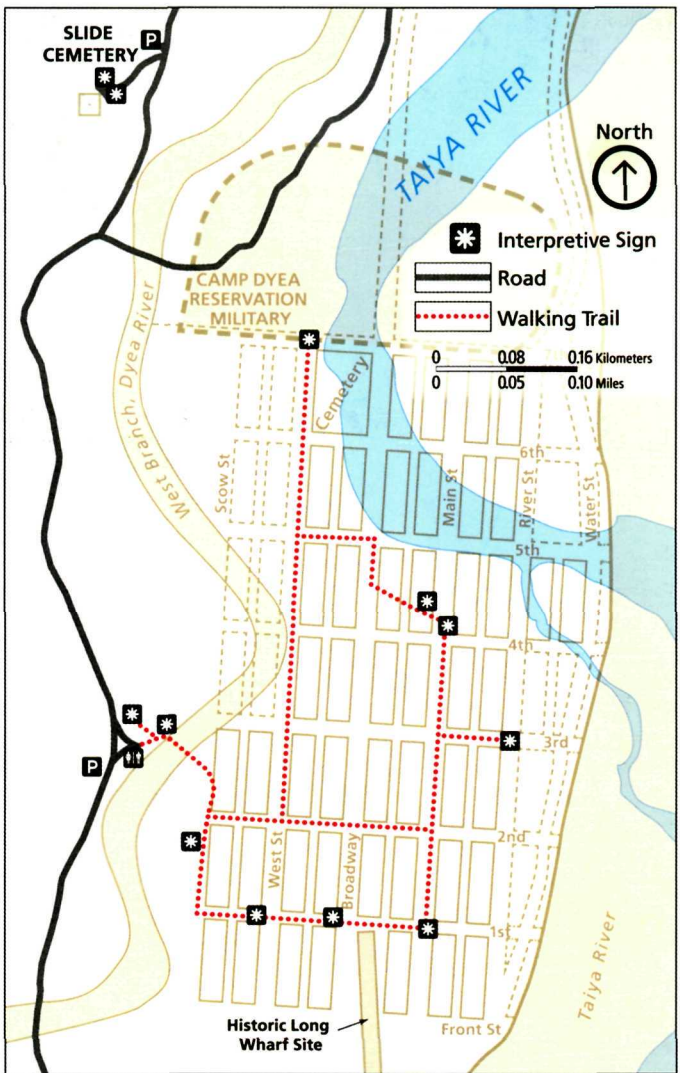 SLIDE
CEMETERY
P
TAIYA RIVER
North
Interpretive Sign
Road
Walking Trail
0 0.08 0.16 Kilometers
0 0.05 0.10 Miles
CAMP DYEA
RESERVATION
MILITARY
West Branch, Dyea River
Cemetery
Scow St
Main St
River St
Water St
7th
6th
5th
4th
3rd
P
2nd
West St
Broadway
1st
Taiya River
Historic Long
Wharf Site
Front St